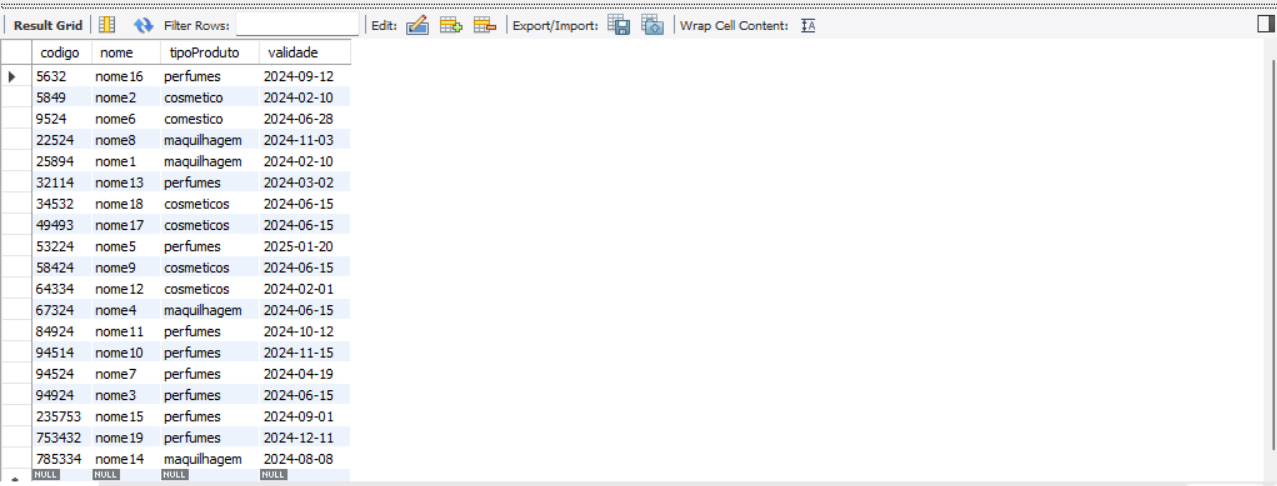 Result Grid Filter Rows: Edit: Export/Import: Wrap Cell Content: IA
codigo nome tipoProduto validade
5632 nome16 perfumes 2024-09-12
5849 nome2 cosmetico 2024-02-10
9524 nome6 comestico 2024-06-28
22524 nome8 maquilhagem 2024-11-03
25894 nome1 maquilhagem 2024-02-10
32114 nome13 perfumes 2024-03-02
34532 nome18 cosmeticos 2024-06-15
49493 nome17 cosmeticos 2024-06-15
53224 nome5 perfumes 2025-01-20
58424 nome9 cosmeticos 2024-06-15
64334 nome12 cosmeticos 2024-02-01
67324 nome4 maquilhagem 2024-06-15
84924 nome11 perfumes 2024-10-12
94514 nome10 perfumes 2024-11-15
94524 nome7 perfumes 2024-04-19
94924 nome3 perfumes 2024-06-15
235753 nome15 perfumes 2024-09-01
753432 nome19 perfumes 2024-12-11
785334 nome14 maquilhagem 2024-08-08
NULL NULL NULL NULL